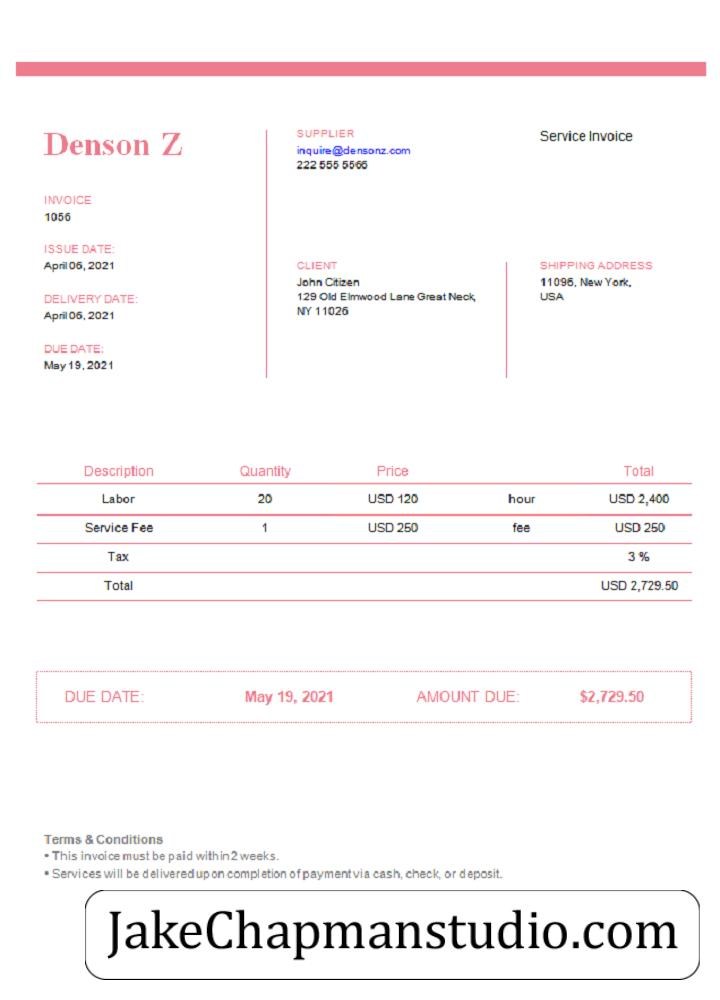 Denson Z
INVOICE
1056
ISSUE DATE:
April 06, 2021
DELIVERY DATE:
April 06, 2021
DUE DATE:
May 19, 2021
SUPPLIER
inquire@densonz.com
222 555 5566
Service Invoice
CLIENT
John Citizen
129 Old Elmwood Lane Great Neck,
NY 11026
SHIPPING ADDRESS
11096, New York,
USA
Description Quantity Price Total
Labor 20 USD 120 hour USD 2,400
Service Fee 1 USD 250 fee USD 250
Tax 3 %
Total USD 2,729.50
DUE DATE: May 19, 2021 AMOUNT DUE: $2,729.50
Terms & Conditions
▪ This invoice must be paid within 2 weeks.
▪ Services will be delivered upon completion of payment via cash, check, or deposit.
JakeChapmanstudio.com